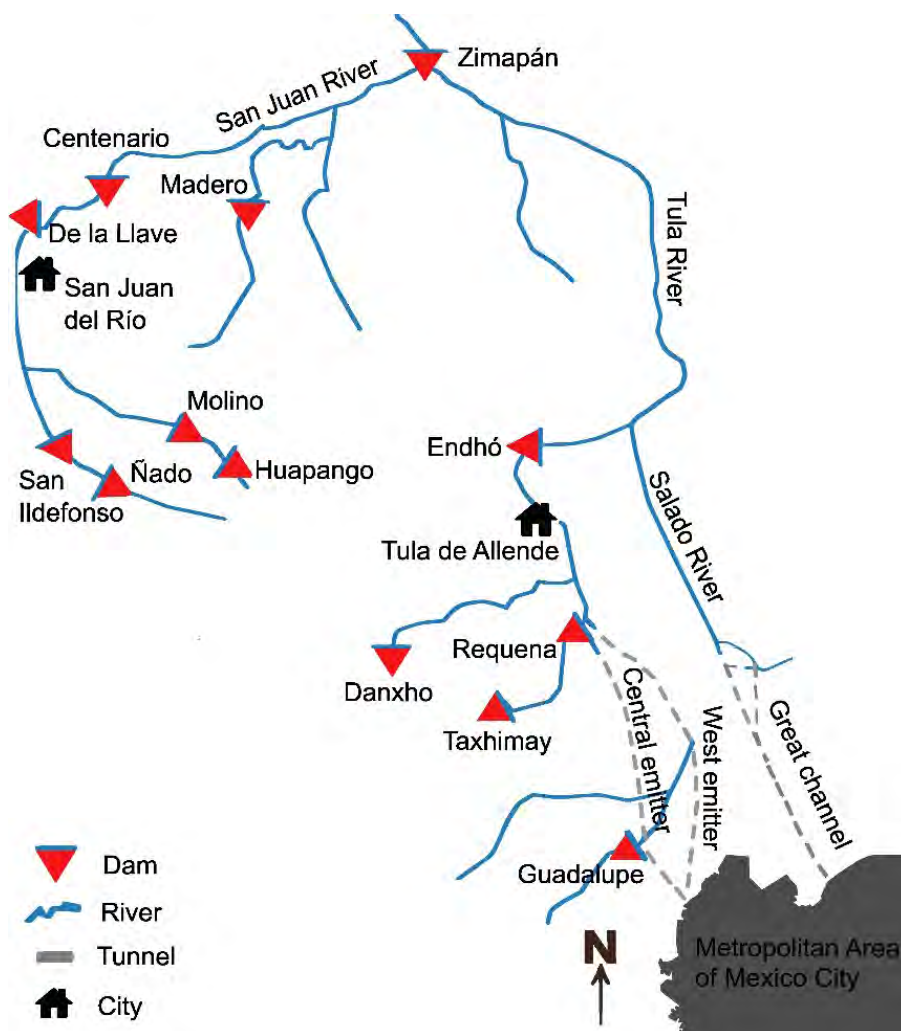 Zimapán
San Juan River
Centenario
Madero
De la Llave
San Juan
del Río
Tula River
Molino
Huapango
Ñado
San
Ildefonso
Endhó
Salado River
Tula de Allende
Requena
Danxho
Taxhimay
Central emitter
West emitter
Great channel
Guadalupe
Dam
River
Tunnel
City
N
Metropolitan Area
of Mexico City